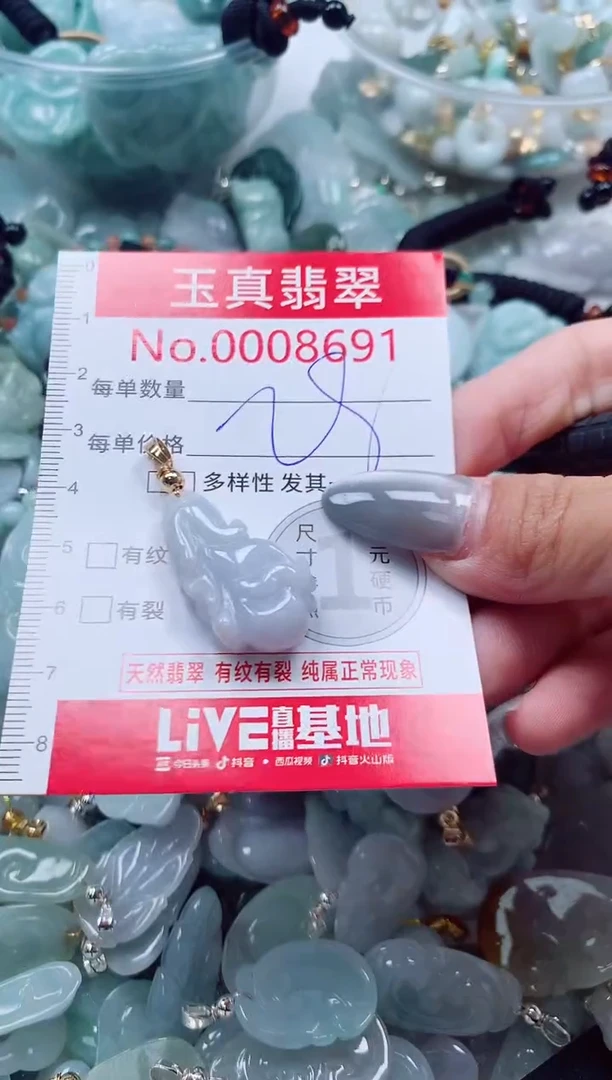 0
玉真翡翠
1
No.0008691
2
每单数量
3
每单价格
4
多样性 发其
尺
寸
元
硬
币
1
5
有纹
6
有裂
天然翡翠 有纹有裂 纯属正常现象
7
LiVE直播基地
8
今日头条 抖音 • 西瓜视频 抖音火山版